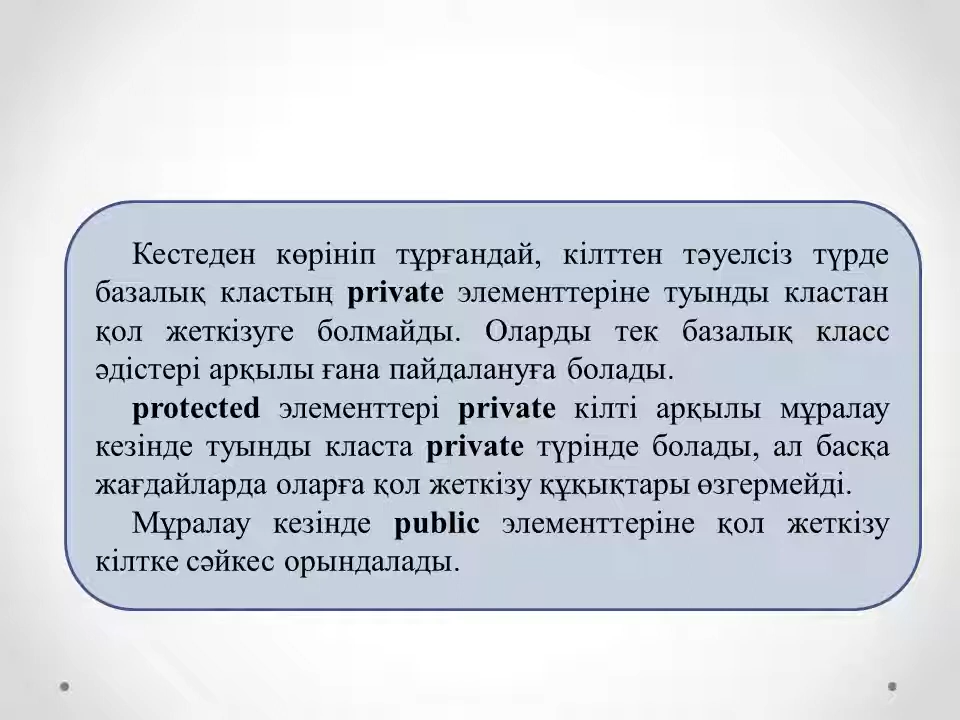 Кестеден көрініп тұрғандай, кілттен тәуелсіз түрде
базалық кластың private элементтеріне туынды кластан
қол жеткізуге болмайды. Оларды тек базалық класс
әдістері арқылы ғана пайдалануға болады.
protected элементтері private кілті арқылы мұралау
кезінде туынды класта private түрінде болады, ал басқа
жағдайларда оларға қол жеткізу құқықтары өзгермейді.
Мұралау кезінде public элементтеріне қол жеткізу
кілтке сәйкес орындалады.